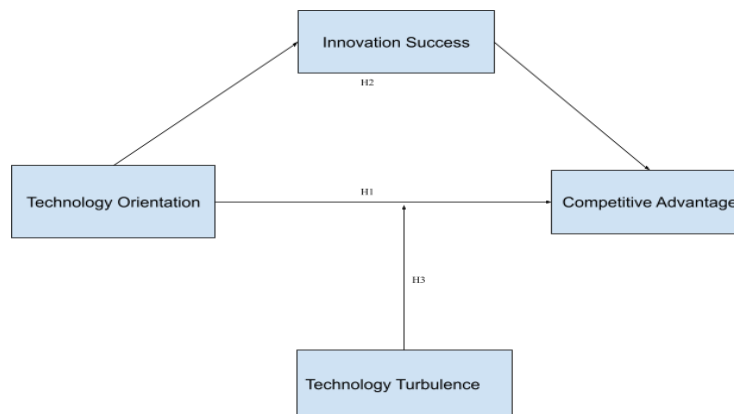 Innovation Success
H2
H1
Technology Orientation
Competitive Advantage
H3
Technology Turbulence